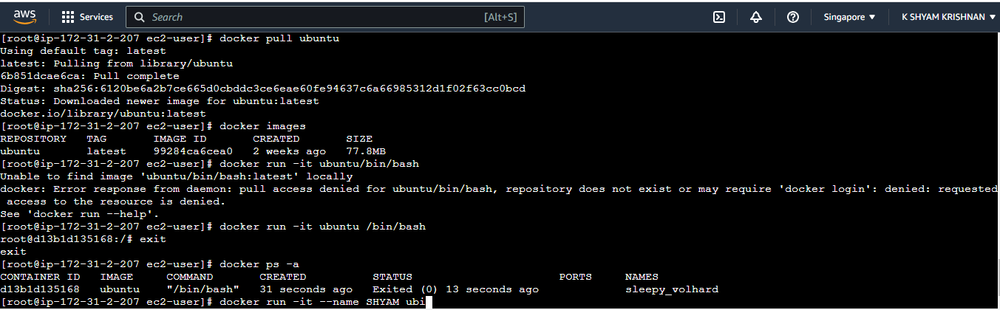 aws Services Search [Alt+S] Singapore ▼ K SHYAM KRISHNAN ▼
[root@ip-172-31-2-207 ec2-user]# docker pull ubuntu
Using default tag: latest
latest: Pulling from library/ubuntu
6b851dcae6ca: Pull complete
Digest: sha256:6120be6a2b7ce665d0cbddc3ce6eae60fe94637c6a66985312d1f02f63cc0bcd
Status: Downloaded newer image for ubuntu:latest
docker.io/library/ubuntu:latest
[root@ip-172-31-2-207 ec2-user]# docker images
REPOSITORY   TAG       IMAGE ID       CREATED       SIZE
ubuntu       latest    99284ca6cea0   2 weeks ago   77.8MB
[root@ip-172-31-2-207 ec2-user]# docker run -it ubuntu/bin/bash
Unable to find image 'ubuntu/bin/bash:latest' locally
docker: Error response from daemon: pull access denied for ubuntu/bin/bash, repository does not exist or may require 'docker login': denied: requested
 access to the resource is denied.
See 'docker run --help'.
[root@ip-172-31-2-207 ec2-user]# docker run -it ubuntu /bin/bash
root@d13b1d135168:/# exit
exit
[root@ip-172-31-2-207 ec2-user]# docker ps -a
CONTAINER ID   IMAGE     COMMAND       CREATED          STATUS                      PORTS     NAMES
d13b1d135168   ubuntu    "/bin/bash"   31 seconds ago   Exited (0) 13 seconds ago             sleepy_volhard
[root@ip-172-31-2-207 ec2-user]# docker run -it --name SHYAM ubi